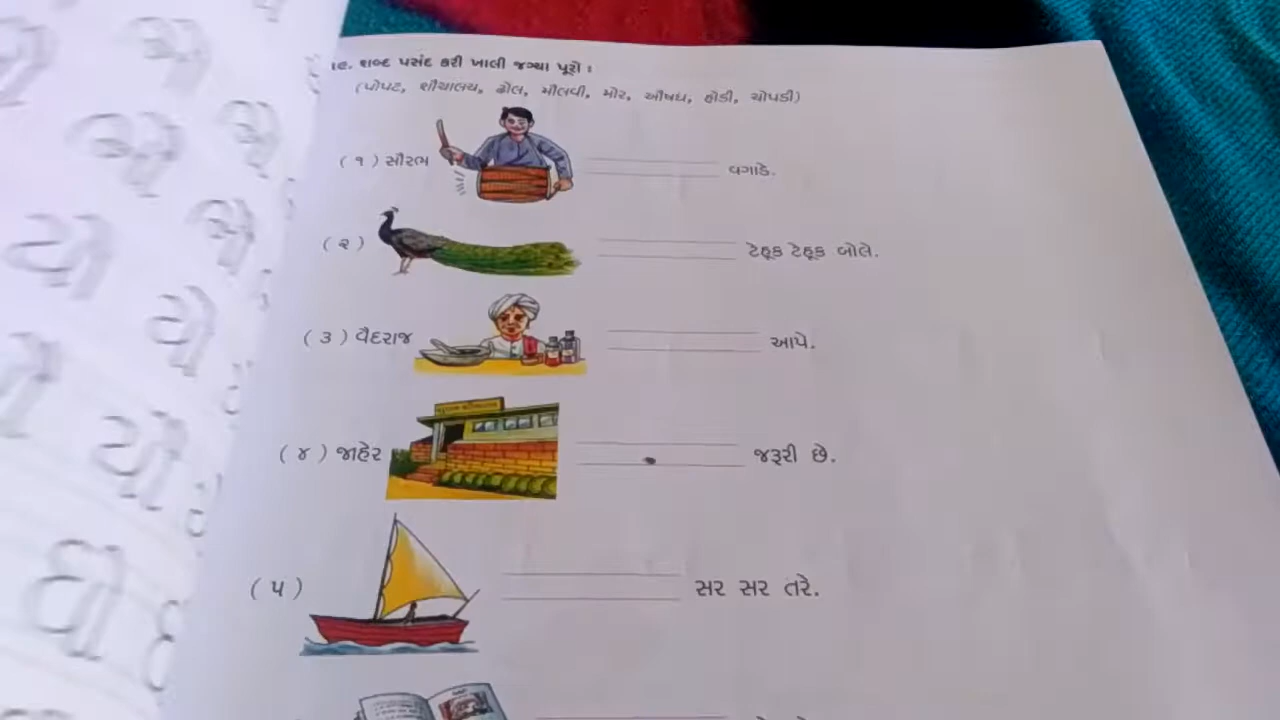 ૧૯. શબ્દ પસંદ કરી ખાલી જગ્યા પૂરો :
(પોપટ, શૌચાલય, ઢોલ, મૌલવી, મોર, ઔષધ, હોડી, ચોપડી)
( ૧ ) સૌરભ વગાડે.
( ૨ ) ટેહૂક ટેહૂક બોલે.
( ૩ ) વૈદરાજ આપે.
( ૪ ) જાહેર જરૂરી છે.
( ૫ ) સર સર તરે.